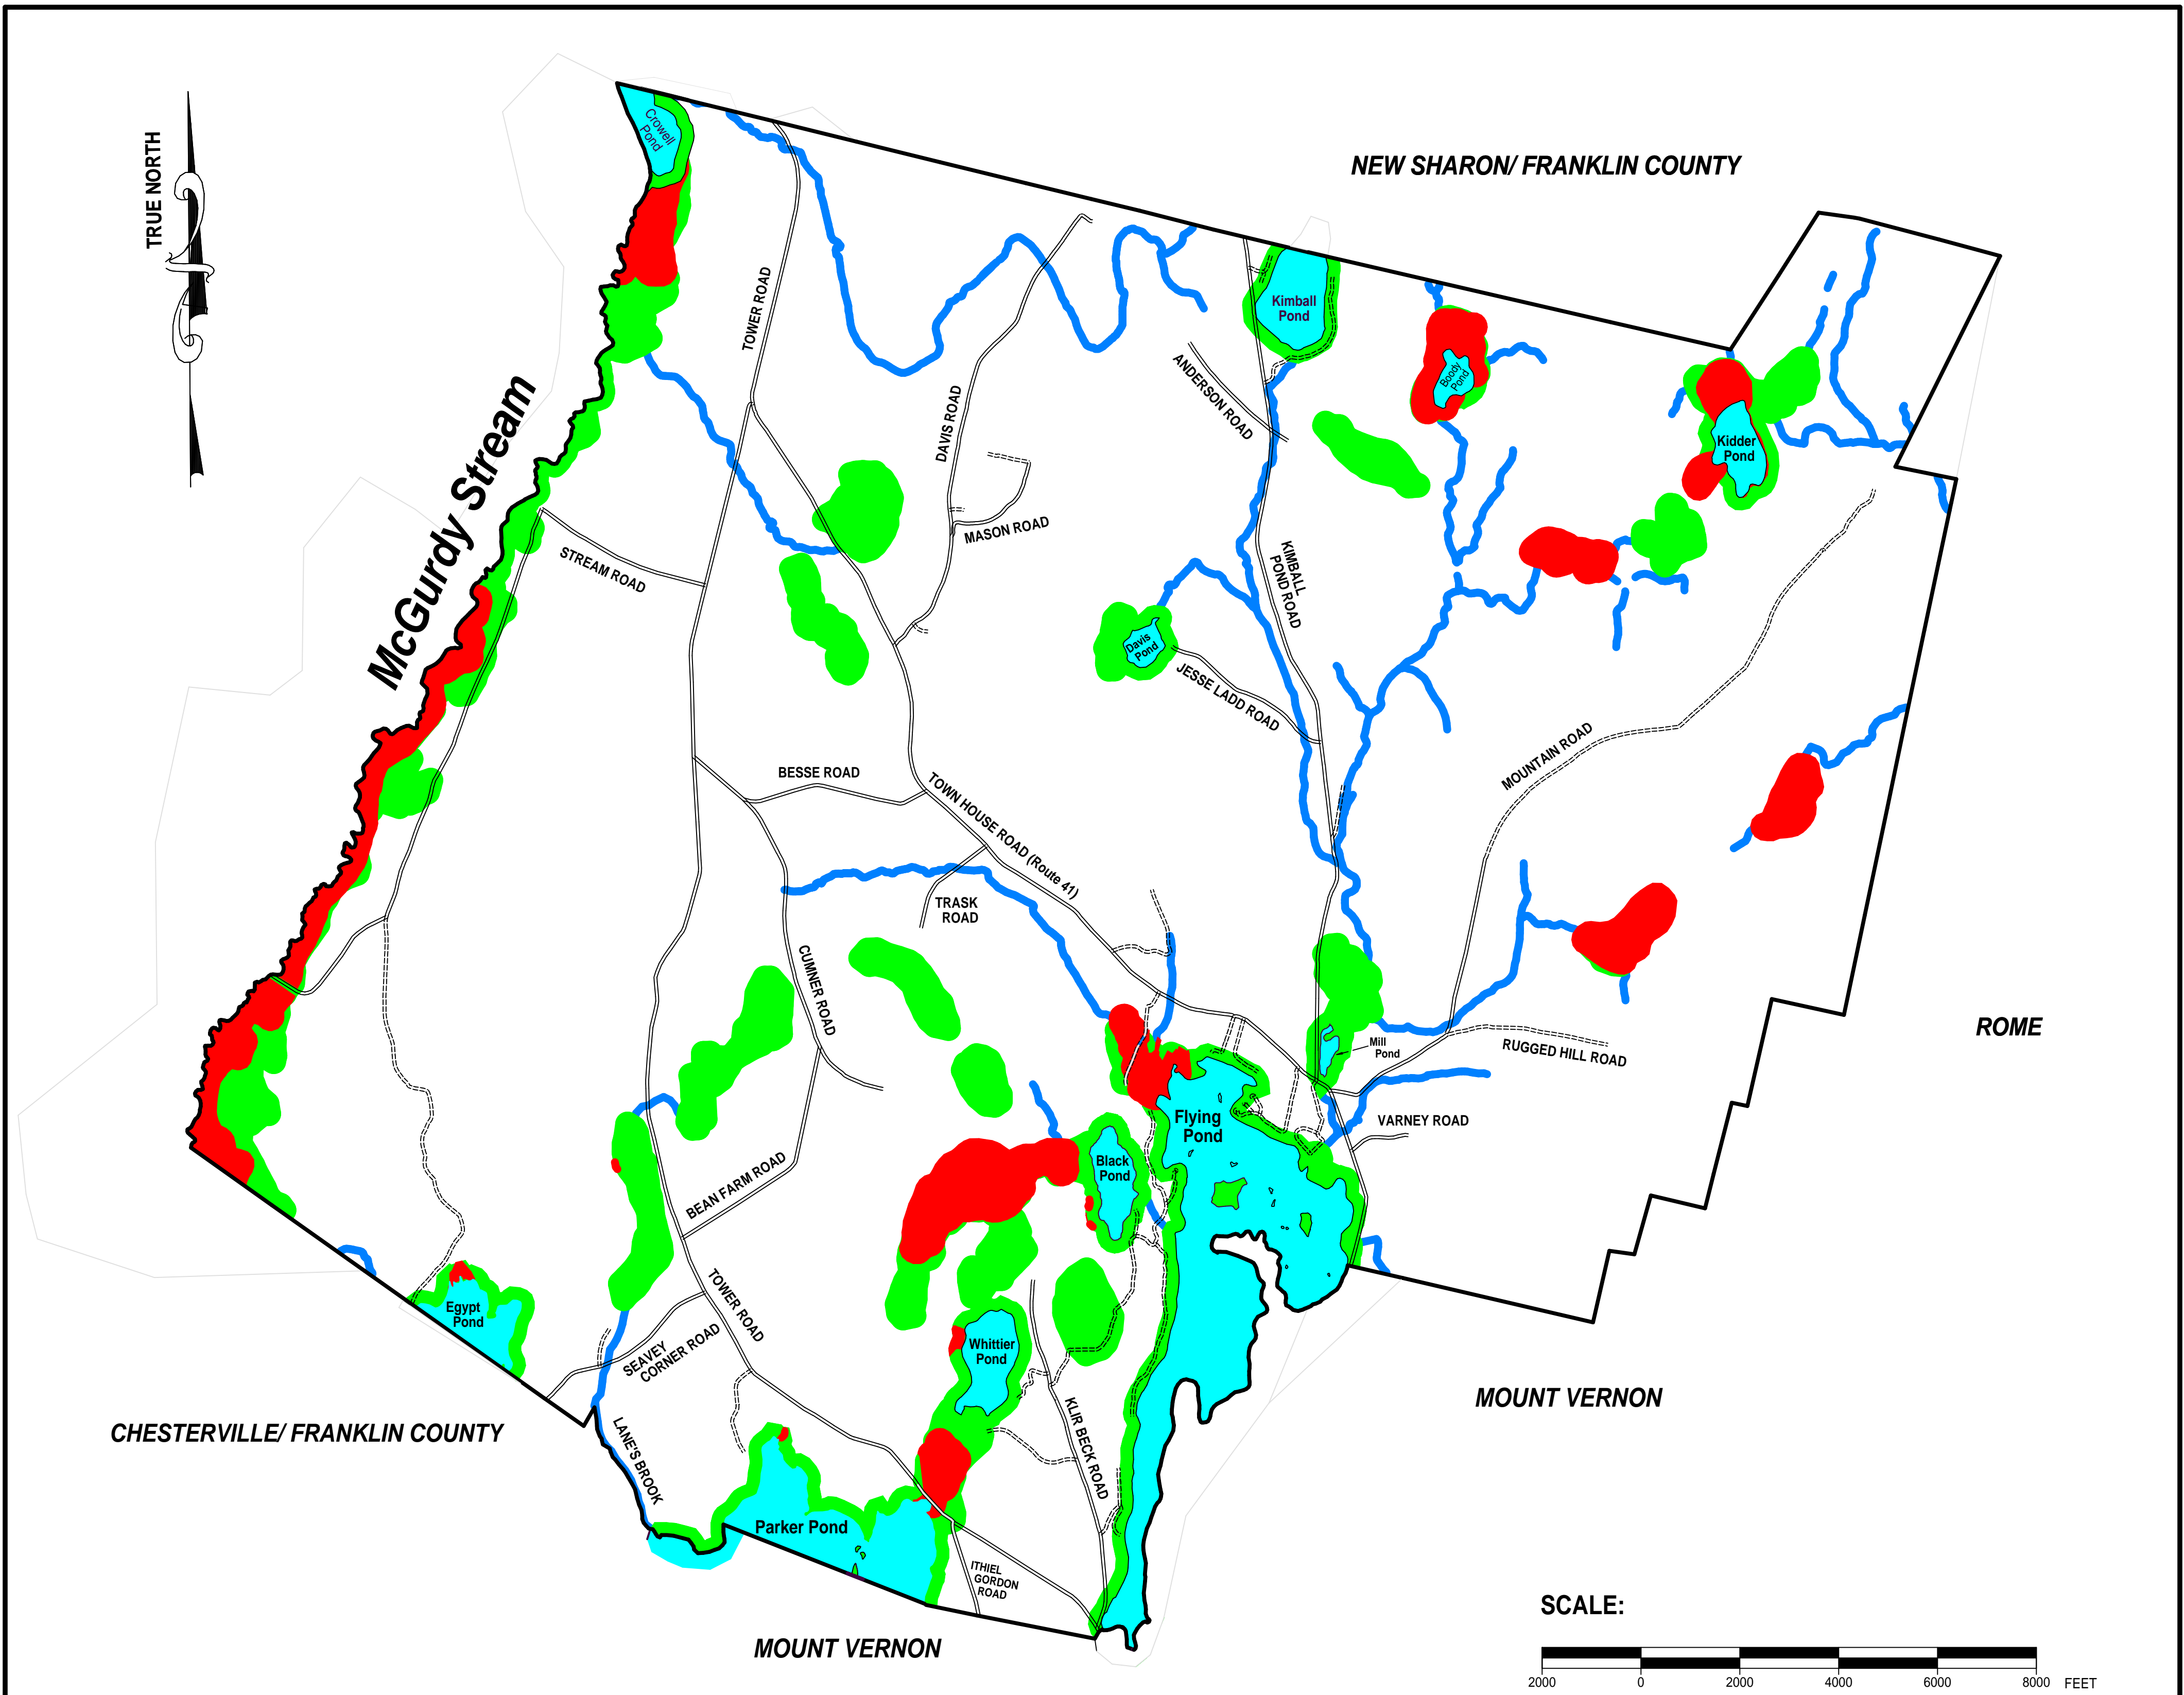 TRUE NORTH
NEW SHARON/ FRANKLIN COUNTY
Crowell
Pond
TOWER ROAD
Kimball
Pond
ANDERSON ROAD
Boody
Pond
DAVIS ROAD
Kidder
Pond
McGurdy Stream
MASON ROAD
STREAM ROAD
KIMBALL
POND ROAD
Davis
Pond
JESSE LADD ROAD
MOUNTAIN ROAD
BESSE ROAD
TOWN HOUSE ROAD (Route 41)
TRASK
ROAD
CUMNER ROAD
ROME
Mill
Pond
RUGGED HILL ROAD
Flying
Pond
VARNEY ROAD
Black
Pond
BEAN FARM ROAD
Egypt
Pond
TOWER ROAD
SEAVEY
CORNER ROAD
Whittier
Pond
MOUNT VERNON
CHESTERVILLE/ FRANKLIN COUNTY
LANE'S BROOK
KLIR BECK ROAD
Parker Pond
ITHIEL
GORDON
ROAD
MOUNT VERNON
SCALE:
2000 0 2000 4000 6000 8000 FEET